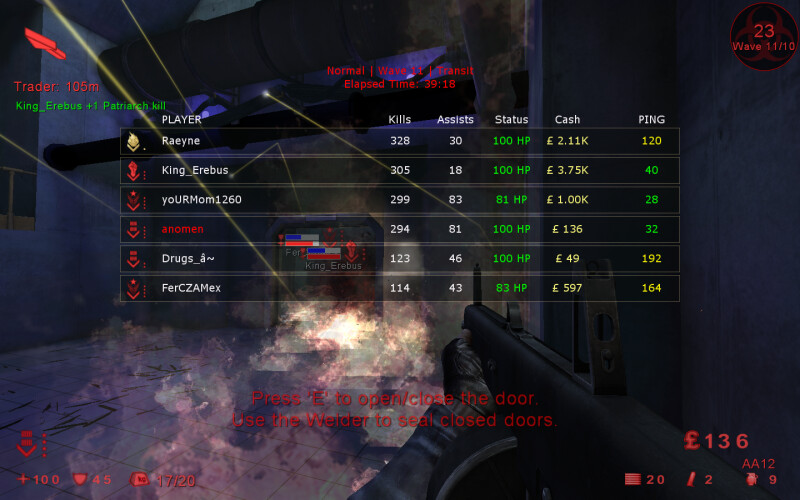 23
Wave 11/10
Normal | Wave 11 | Transit
Elapsed Time: 39:18
Trader: 105m
King_Erebus +1 Patriarch kill
PLAYER Kills Assists Status Cash PING
Raeyne 328 30 100 HP £ 2.11K 120
King_Erebus 305 18 100 HP £ 3.75K 40
yoURMom1260 299 83 81 HP £ 1.00K 28
anomen 294 81 100 HP £ 136 32
Fer
King_Erebus
Drugs_å~ 123 46 100 HP £ 49 192
FerCZAMex 114 43 83 HP £ 597 164
Press 'E' to open/close the door.
Use the Welder to seal closed doors.
£136
AA12
+100 45 17/20 20 2 9